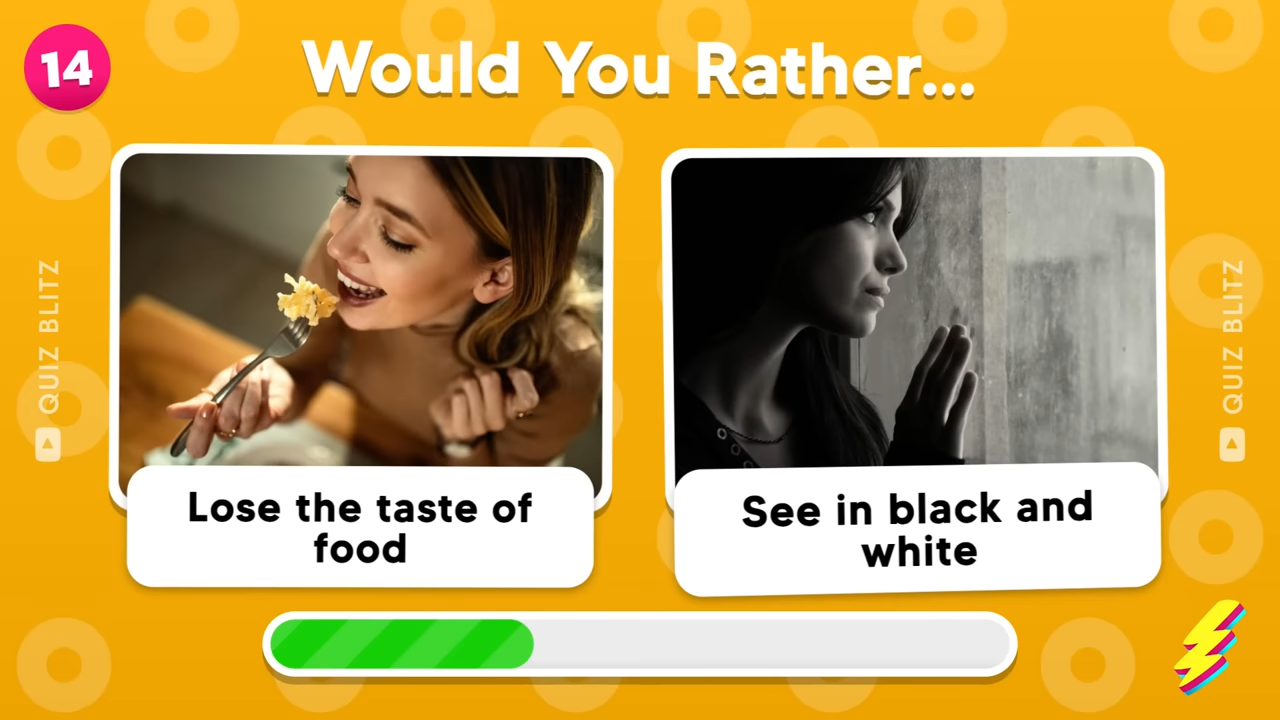 14
Would You Rather...
QUIZ BLITZ
QUIZ BLITZ
Lose the taste of
food
See in black and
white